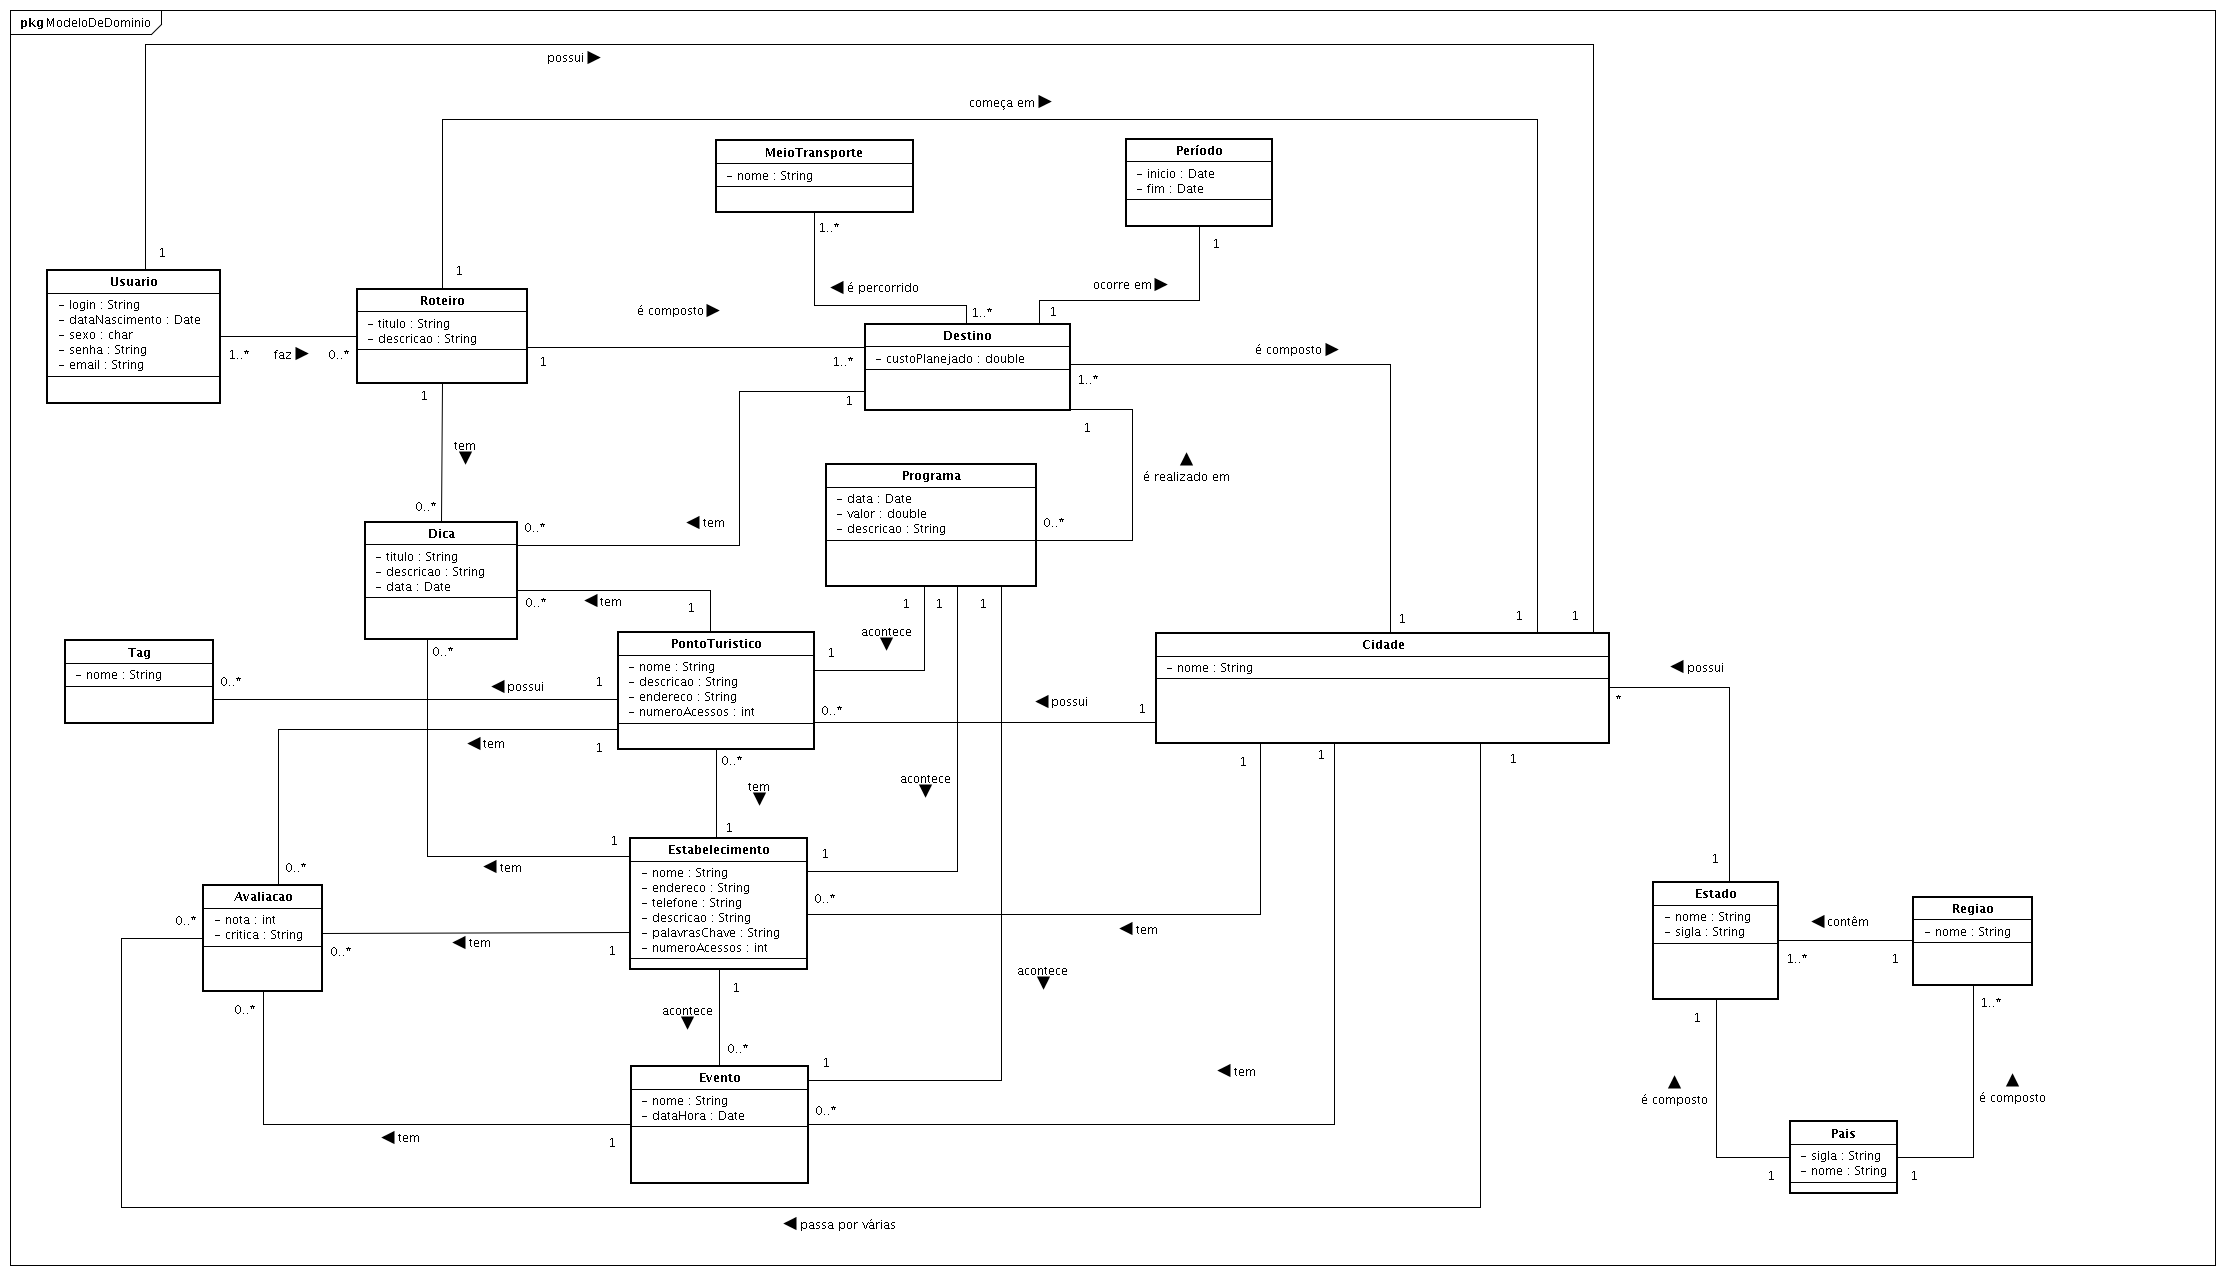 pkg ModeloDeDominio
possui
começa em
MeioTransporte
- nome : String
Período
- inicio : Date
- fim : Date
1..*
1
1
1
Usuario
- login : String
- dataNascimento : Date
- sexo : char
- senha : String
- email : String
1..*
faz
0..*
Roteiro
- titulo : String
- descricao : String
é composto
1
1..*
é percorrido
1..*
ocorre em
1
Destino
- custoPlanejado : double
é composto
1..*
1
1
1
tem
0..*
é realizado em
Programa
- data : Date
- valor : double
- descricao : String
0..*
Dica
- titulo : String
- descricao : String
- data : Date
0..*
tem
0..*
tem
1
1
1
1
acontece
1
1
1
1
Tag
- nome : String
0..*
0..*
possui
1
PontoTuristico
- nome : String
- descricao : String
- endereco : String
- numeroAcessos : int
1
0..*
possui
1
Cidade
- nome : String
possui
*
tem
1
0..*
tem
acontece
1
1
1
1
1
1
tem
Estabelecimento
- nome : String
- endereco : String
- telefone : String
- descricao : String
- palavrasChave : String
- numeroAcessos : int
1
0..*
tem
0..*
0..*
Avaliacao
- nota : int
- critica : String
0..*
tem
1
acontece
Estado
- nome : String
- sigla : String
contêm
1..*
1
Regiao
- nome : String
0..*
1
acontece
0..*
1
1..*
Evento
- nome : String
- dataHora : Date
1
0..*
tem
tem
1
é composto
é composto
Pais
- sigla : String
- nome : String
1
1
passa por várias